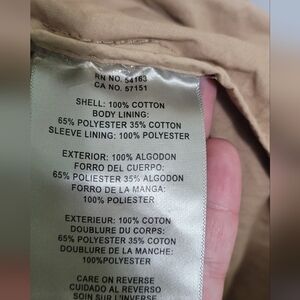 RN NO. 54163
CA NO. 57151
SHELL: 100% COTTON
BODY LINING:
65% POLYESTER 35% COTTON
SLEEVE LINING: 100% POLYESTER
EXTERIOR: 100% ALGODON
FORRO DEL CUERPO:
65% POLIESTER 35% ALGODON
FORRO DE LA MANGA:
100% POLIESTER
EXTERIEUR: 100% COTON
DOUBLURE DU CORPS:
65% POLYESTER 35% COTON
DOUBLURE DE LA MANCHE:
100%POLYESTER
CARE ON REVERSE
CUIDADO AL REVERSO
SOIN SUR L'INVERSE